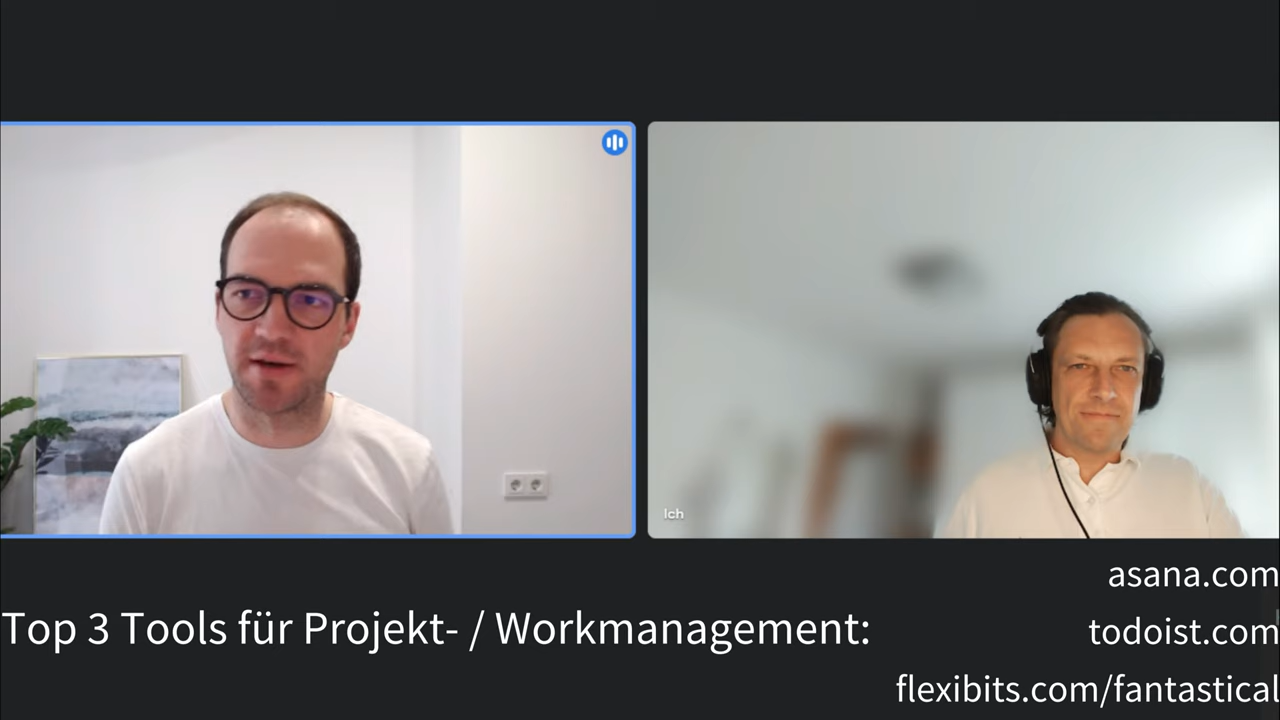 Ich
asana.com
Top 3 Tools für Projekt- / Workmanagement:
todoist.com
flexibits.com/fantastical